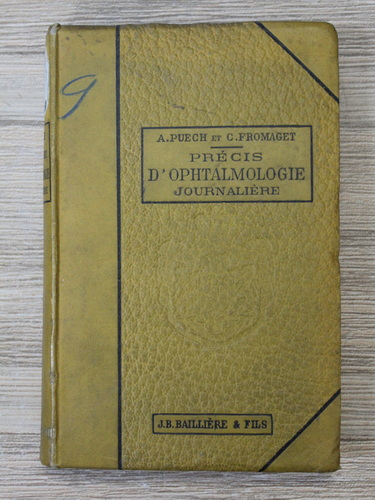 9
A. PUECH ET C. FROMAGET
PRÉCIS
D'OPHTALMOLOGIE
JOURNALIÈRE
J.B. BAILLIÈRE & FILS